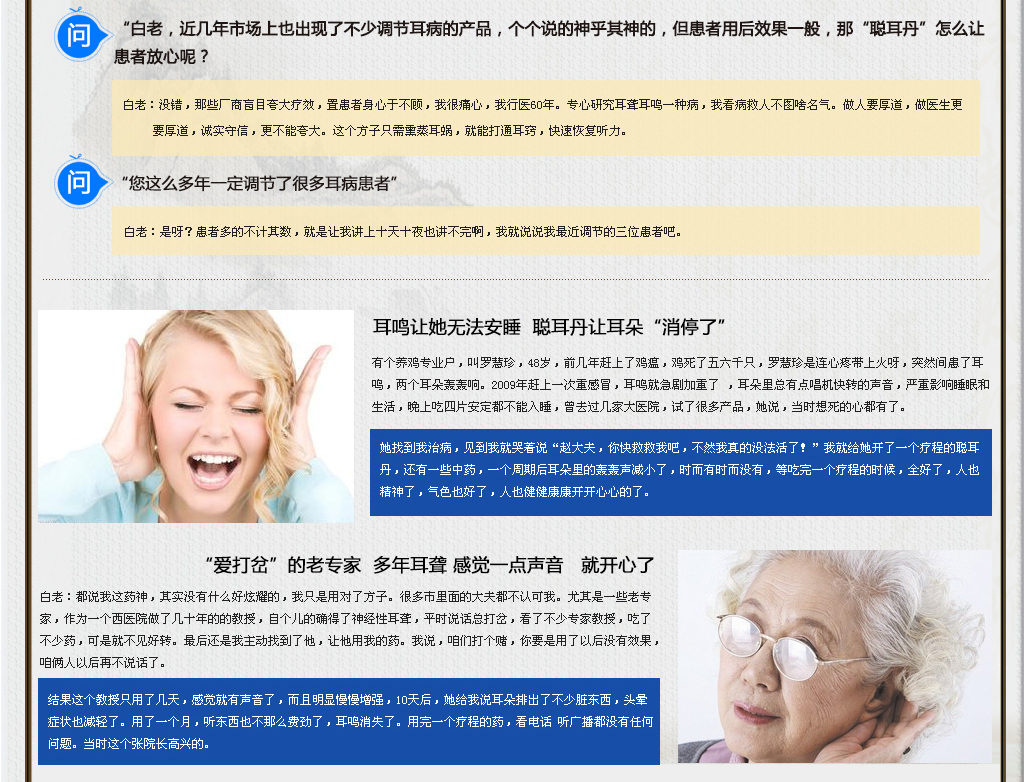 问
“白老，近几年市场上也出现了不少调节耳病的产品，个个说的神乎其神的，但患者用后效果一般，那“聪耳丹”怎么让
患者放心呢？
白老：没错，那些厂商盲目夸大疗效，置患者身心于不顾，我很痛心，我行医60年。专心研究耳聋耳鸣一种病，我看病救人不图啥名气。做人要厚道，做医生更
要厚道，诚实守信，更不能夸大。这个方子只需熏蒸耳蜗，就能打通耳窍，快速恢复听力。
问
“您这么多年一定调节了很多耳病患者”
白老：是呀？患者多的不计其数，就是让我讲上十天十夜也讲不完啊，我就说说我最近调节的三位患者吧。
耳鸣让她无法安睡 聪耳丹让耳朵“消停了”
有个养鸡专业户，叫罗慧珍，48岁，前几年赶上了鸡瘟，鸡死了五六千只，罗慧珍是连心疼带上火呀，突然间患了耳
鸣，两个耳朵轰轰响。2009年赶上一次重感冒，耳鸣就急剧加重了 ，耳朵里总有点唱机快转的声音，严重影响睡眠和
生活，晚上吃四片安定都不能入睡，曾去过几家大医院，试了很多产品，她说，当时想死的心都有了。
她找到我治病，见到我就哭着说“赵大夫，你快救救我吧，不然我真的没法活了！”我就给她开了一个疗程的聪耳
丹，还有一些中药，一个周期后耳朵里的轰轰声减小了，时而有时而没有，等吃完一个疗程的时候，全好了，人也
精神了，气色也好了，人也健健康康开开心心的了。
“爱打岔”的老专家 多年耳聋 感觉一点声音 就开心了
白老：都说我这药神，其实没有什么好炫耀的，我只是用对了方子。很多市里面的大夫都不认可我。尤其是一些老专
家，作为一个西医院做了几十年的的教授，自个儿的确得了神经性耳聋，平时说话总打岔，看了不少专家教授，吃了
不少药，可是就不见好转。最后还是我主动找到了他，让他用我的药。我说，咱们打个赌，你要是用了以后没有效果，
咱俩人以后再不说话了。
结果这个教授只用了几天，感觉就有声音了，而且明显慢慢增强，10天后，她给我说耳朵排出了不少脏东西，头晕
症状也减轻了。用了一个月，听东西也不那么费劲了，耳鸣消失了。用完一个疗程的药，看电话 听广播都没有任何
问题。当时这个张院长高兴的。